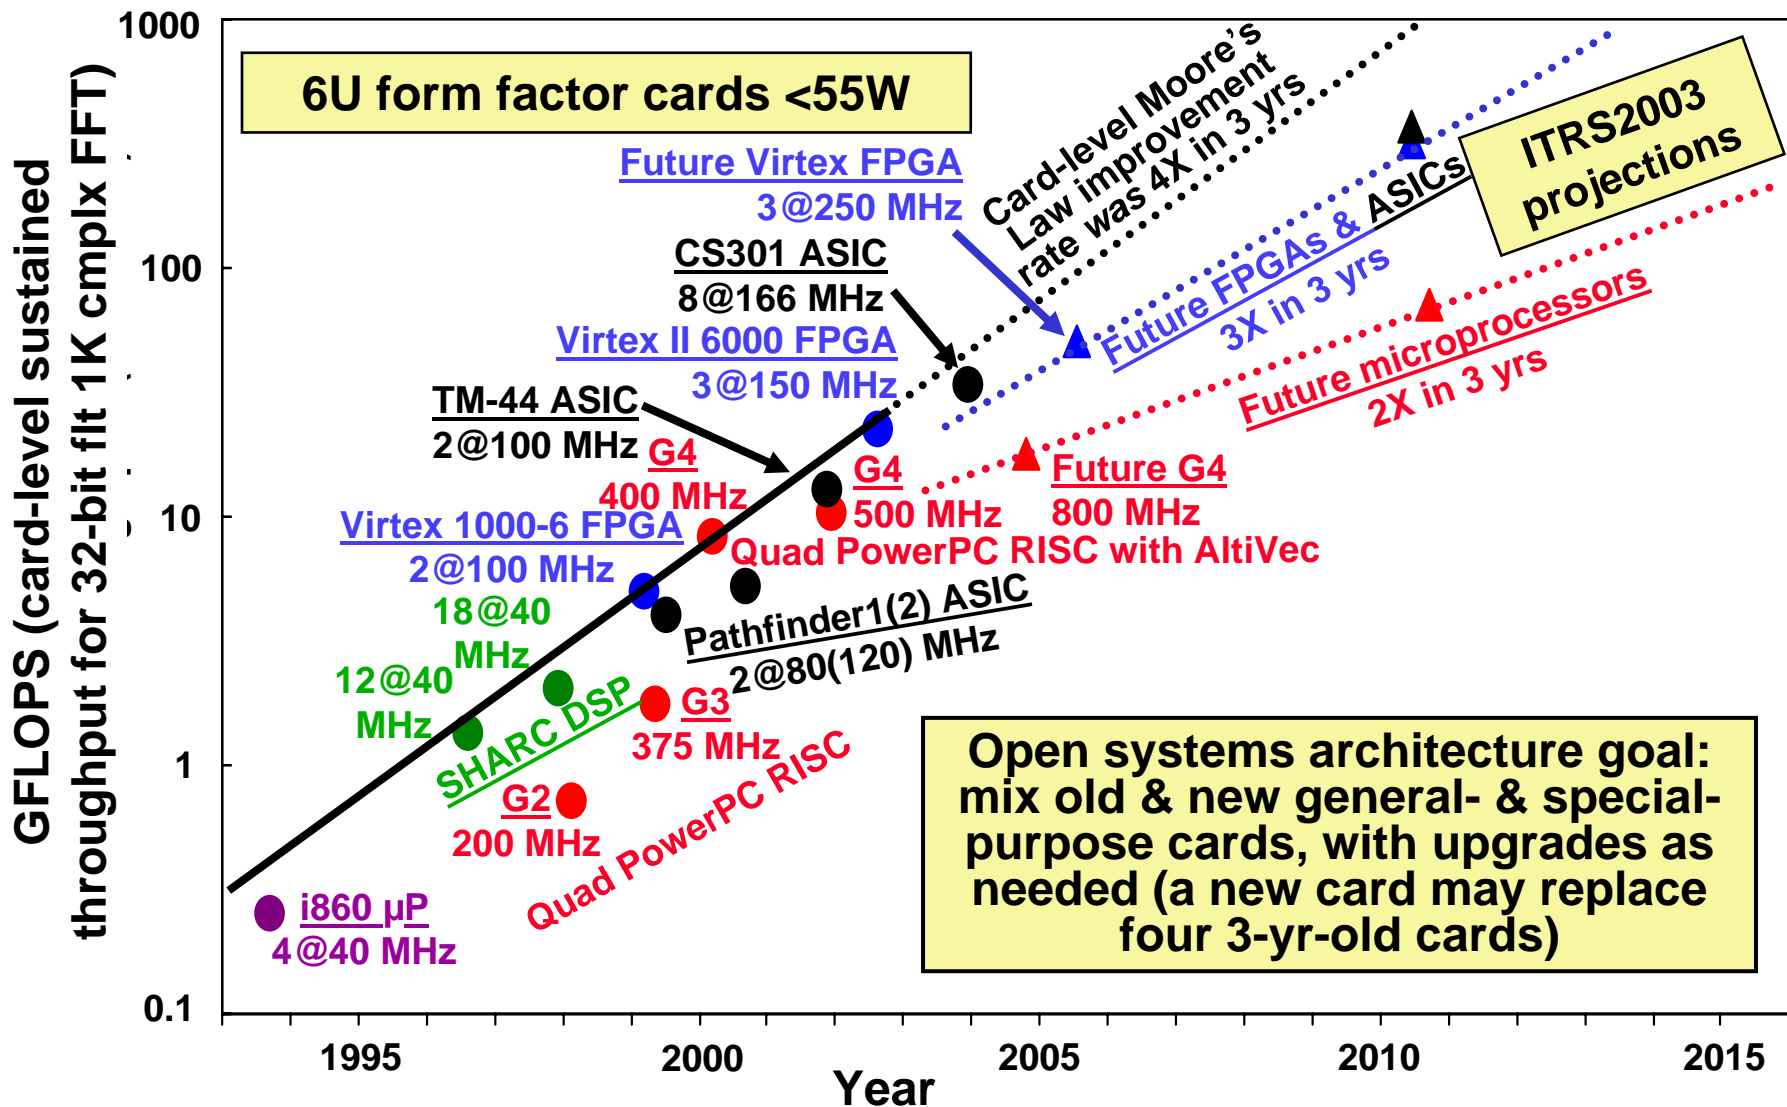 GFLOPS (card-level sustained
throughput for 32-bit flt 1K cmplx FFT)
1000
100
10
1
0.1
6U form factor cards <55W
Card-level Moore's
Law improvement
rate was 4X in 3 yrs
ITRS2003
projections
Future Virtex FPGA
3@250 MHz
CS301 ASIC
8@166 MHz
Virtex II 6000 FPGA
3@150 MHz
TM-44 ASIC
2@100 MHz
Future FPGAs & ASICs
3X in 3 yrs
Future microprocessors
2X in 3 yrs
G4
400 MHz
G4
500 MHz
Future G4
800 MHz
Quad PowerPC RISC with AltiVec
Virtex 1000-6 FPGA
2@100 MHz
Pathfinder1(2) ASIC
2@80(120) MHz
18@40
MHz
12@40
MHz
SHARC DSP
G3
375 MHz
G2
200 MHz
Quad PowerPC RISC
i860 µP
4@40 MHz
Open systems architecture goal:
mix old & new general- & special-
purpose cards, with upgrades as
needed (a new card may replace
four 3-yr-old cards)
1995
2000
2005
2010
2015
Year